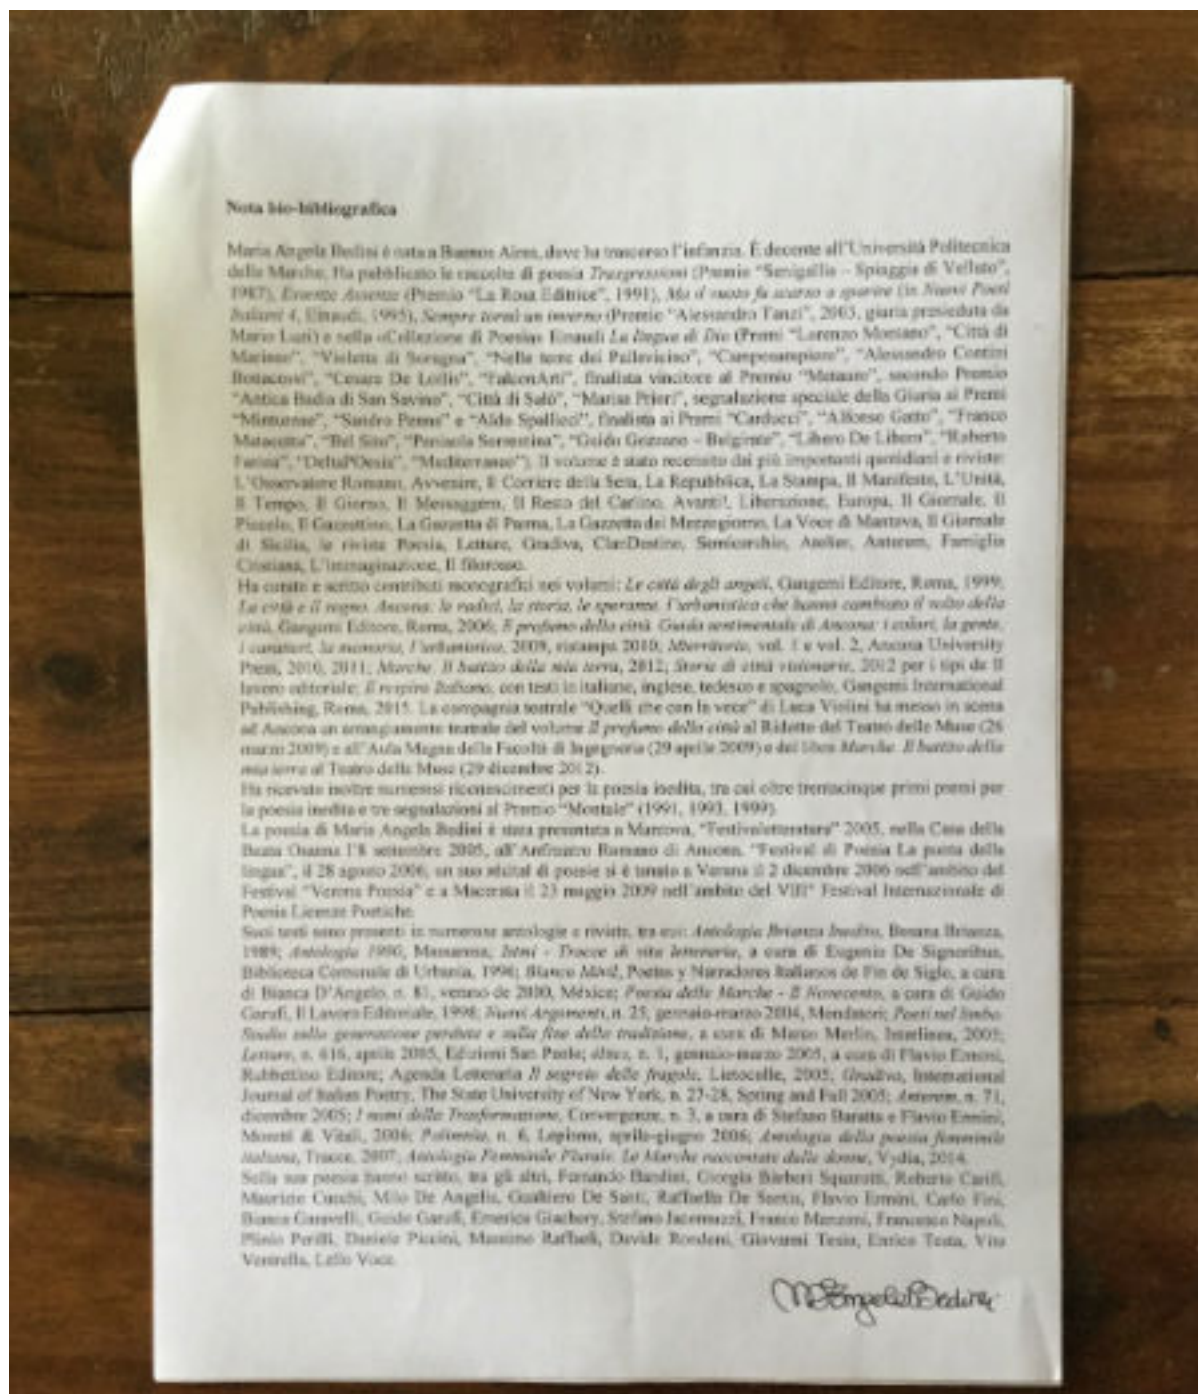 Nota bio-bibliografica
Maria Angela Bedini è nata a Buenos Aires, dove ha trascorso l'infanzia. È docente all'Università Politecnica
delle Marche. Ha pubblicato le raccolte di poesia Trasgressioni (Premio "Senigallia – Spiaggia di Velluto",
1987), Assenza (Premio "La Rosa Editrice", 1991), Ma il vuoto fu scarso a sparire (in Nuovi Poeti
Italiani 4, Einaudi, 1995), Sempre torni un inverno (Premio "Alessandro Tanzi", 2003, giuria presieduta da
Mario Luzi) e nella «Collezione di Poesia» Einaudi La lingua di Dio (Premi "Lorenzo Montano", "Città di
Marineo", "Violetta di Soragna", "Nelle terre dei Pallavicino", "Camposampiero", "Alessandro Contini
Bonacossi", "Cesare De Lollis", "FalconArti", finalista vincitore al Premio "Metauro", secondo Premio
"Antica Badia di San Savino", "Città di Salò", "Marisa Prieri", segnalazione speciale della Giuria ai Premi
"Minturnae", "Sandro Penna" e "Aldo Spallicci", finalista ai Premi "Carducci", "Alfonso Gatto", "Franco
Matacotta", "Bel Sito", "Penisola Sorrentina", "Guido Gozzano – Belgirate", "Libero De Libero", "Roberto
Farina", "DeltaPOesia", "Mediterraneo"). Il volume è stato recensito dai più importanti quotidiani e riviste:
L'Osservatore Romano, Avvenire, Il Corriere della Sera, La Repubblica, La Stampa, Il Manifesto, L'Unità,
Il Tempo, Il Giorno, Il Messaggero, Il Resto del Carlino, Avanti!, Liberazione, Europa, Il Giornale, Il
Piccolo, Il Gazzettino, La Gazzetta di Parma, La Gazzetta del Mezzogiorno, La Voce di Mantova, Il Giornale
di Sicilia, le riviste Poesia, Letture, Gradiva, ClanDestino, Semicerchio, Atelier, Anterem, Famiglia
Cristiana, L'immaginazione, Il filorosso.
Ha curato e scritto contributi monografici nei volumi: Le città degli angeli, Gangemi Editore, Roma, 1999;
La città e il sogno. Ancona: le radici, la storia, le speranze, l'urbanistica che hanno cambiato il volto della
città, Gangemi Editore, Roma, 2006; Il profumo della città. Guida sentimentale di Ancona: i colori, la gente,
i caratteri, la memoria, l'urbanistica, 2009, ristampa 2010; vol. 1 e vol. 2, Ancona University
Press, 2010, 2011; Marche. Il battito della mia terra, 2012; Storie di città visionarie, 2012 per i tipi de Il
lavoro editoriale; Il respiro Italiano, con testi in italiano, inglese, tedesco e spagnolo, Gangemi International
Publishing, Roma, 2015. La compagnia teatrale "Quelli che con la voce" di Luca Violini ha messo in scena
ad Ancona un arrangiamento teatrale del volume Il profumo della città al Ridotto del Teatro delle Muse (26
marzo 2009) e all'Aula Magna della Facoltà di Ingegneria (29 aprile 2009) e del libro Marche. Il battito della
mia terra al Teatro delle Muse (29 dicembre 2012).
Ha ricevuto inoltre numerosi riconoscimenti per la poesia inedita, tra cui oltre trentacinque primi premi per
la poesia inedita e tre segnalazioni al Premio "Montale" (1991, 1993, 1999).
La poesia di Maria Angela Bedini è stata presentata a Mantova, "Festivaletteratura" 2005, nella Casa della
Beata Osanna l'8 settembre 2005, all'Anfiteatro Romano di Ancona, "Festival di Poesia La punta della
lingua", il 28 agosto 2006; un suo récital di poesie si è tenuto a Verona il 2 dicembre 2006 nell'ambito del
Festival "Verona Poesia" e a Macerata il 23 maggio 2009 nell'ambito del VIII° Festival Internazionale di
Poesia Licenze Poetiche.
Suoi testi sono presenti in numerose antologie e riviste, tra cui: Antologia Brianza Inedito, Besana Brianza,
1989; Antologia 1990, Istmi - Tracce di vita letteraria, a cura di Eugenio De Signoribus,
Biblioteca Comunale di Urbania, 1996; Blanco Móvil, Poetas y Narradores Italianos de Fin de Siglo, a cura
di Bianca D'Angelo, n. 81, verano de 2000, México; Poesia delle Marche - Il Novecento, a cura di Guido
Garufi, Il Lavoro Editoriale, 1998; Nuovi Argomenti, n. 25, gennaio-marzo 2004, Mondadori; Poeti nel limbo.
Studio sulla generazione perduta e sulla fine della tradizione, a cura di Marco Merlin, Interlinea, 2005;
Letture, n. 616, aprile 2005, Edizioni San Paolo; n. 1, gennaio-marzo 2005, a cura di Flavio Ermini,
Rubbettino Editore; Agenda Letteraria Il segreto delle fragole, Lietocolle, 2005; Gradiva, International
Journal of Italian Poetry, The State University of New York, n. 27-28, Spring and Fall 2005; Anterem, n. 71,
dicembre 2005; I nomi della Trasformazione, Convergenze, n. 3, a cura di Stefano Baratta e Flavio Ermini,
Moretti & Vitali, 2006; Polimnia, n. 6, Lepisma, aprile-giugno 2006; Antologia della poesia femminile
italiana, Tracce, 2007; Antologia Femminile Plurale. Le Marche raccontate dalle donne, Vydia, 2014.
Sulla sua poesia hanno scritto, tra gli altri, Fernando Bandini, Giorgio Bàrberi Squarotti, Roberto Carifi,
Maurizio Cucchi, Milo De Angelis, Gualtiero De Santi, Raffaella De Santis, Flavio Ermini, Carlo Fini,
Bianca Garavelli, Guido Garufi, Emerico Giachery, Stefano Jacomuzzi, Franco Manzoni, Francesco Napoli,
Plinio Perilli, Daniele Piccini, Massimo Raffaeli, Davide Rondoni, Giovanni Tesio, Enrico Testa, Vito
Ventrella, Lello Voce.
M. Angela Bedini